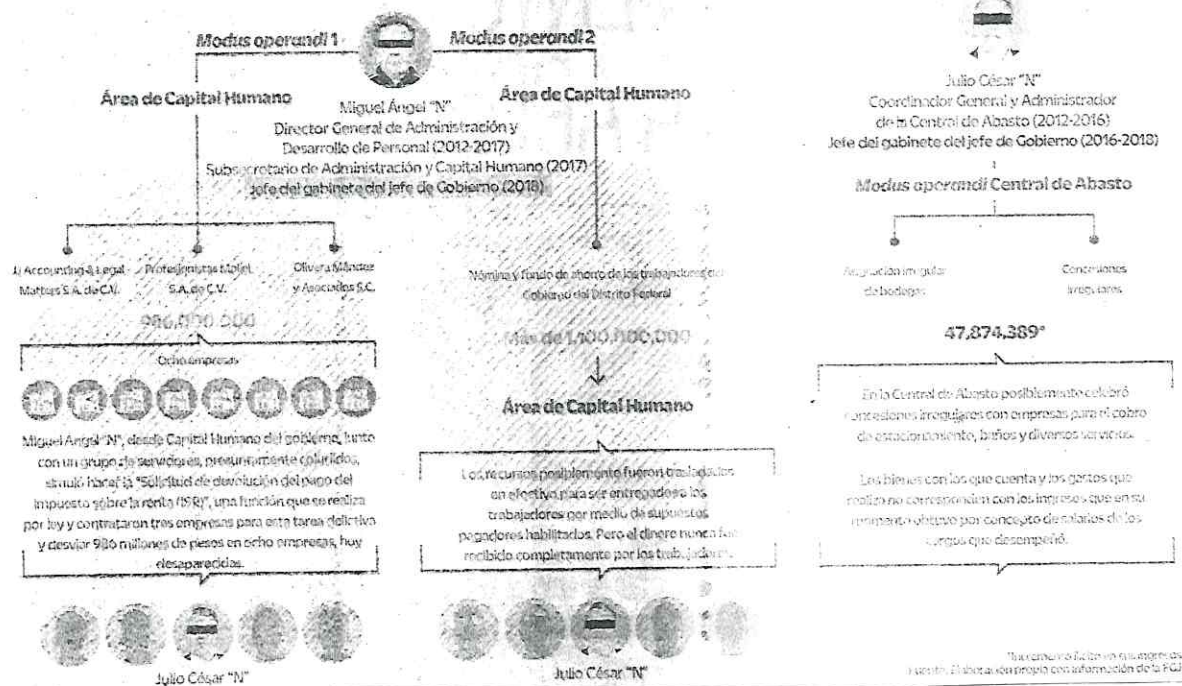 Modus operandi 1
Modus operandi 2
Área de Capital Humano
Área de Capital Humano
Miguel Ángel "N"
Director General de Administración y
Desarrollo de Personal (2012-2017)
Subsecretario de Administración y Capital Humano (2017)
Jefe del gabinete del jefe de Gobierno (2018)
JJ Accounting & Legal
Matters S.A. de C.V.
Profesionistas
S.A. de C.V.
Olivera Méndez
y Asociados S.C.
986,000,000
Ocho empresas
Miguel Ángel "N", desde Capital Humano del gobierno, junto
con un grupo de servidores, presuntamente coludidos,
simuló hacer la "Solicitud de devolución del pago del
impuesto sobre la renta (ISR)", una función que se realiza
por ley y contrataron tres empresas para esta tarea delictiva
y desviar 986 millones de pesos en ocho empresas, hoy
desaparecidas.
Julio César "N"
Nómina y fondo de ahorro de los trabajadores del
Gobierno del Distrito Federal
Más de 1,100,000,000
Área de Capital Humano
Los recursos posiblemente fueron trasladados
en efectivo para ser entregados a los
trabajadores por medio de supuestos
pagadores habilitados. Pero el dinero nunca fue
recibido completamente por los trabajadores.
Julio César "N"
Julio César "N"
Coordinador General y Administrador
de la Central de Abasto (2012-2016)
Jefe del gabinete del jefe de Gobierno (2016-2018)
Modus operandi Central de Abasto
Asignación irregular
de bodegas
Concesiones
irregulares
47,874,389*
En la Central de Abasto posiblemente celebró
concesiones irregulares con empresas para el cobro
de estacionamiento, baños y diversos servicios.
Los bienes con los que cuenta y los gastos que
realizó no corresponden con los ingresos que en su
momento obtuvo por concepto de salarios de los
cargos que desempeñó.
*Incremento ilícito en sus ingresos
Fuente: Elaboración propia con información de la FGJ